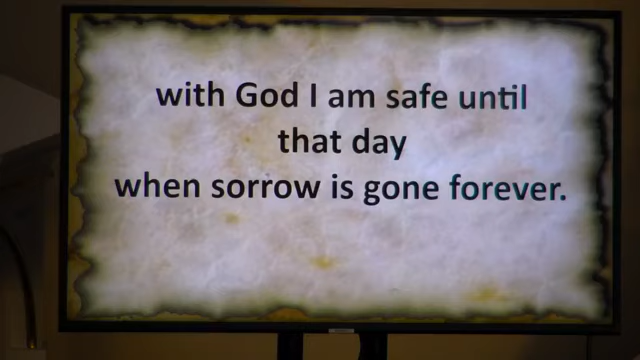 with God I am safe until
that day
when sorrow is gone forever.